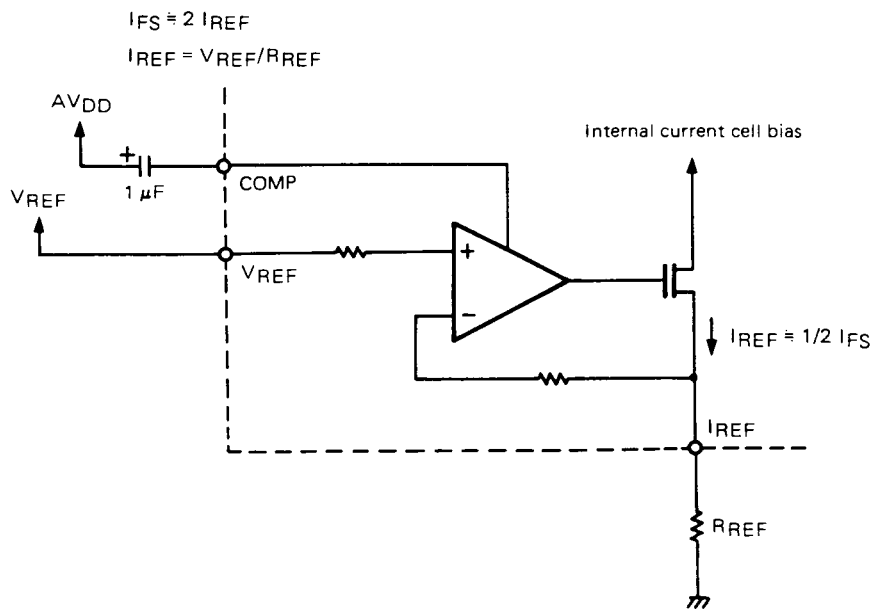 IFS ≒ 2 IREF
IREF = VREF/RREF
AVDD
Internal current cell bias
+
1 μF
COMP
VREF
VREF
+
−
IREF ≒ 1/2 IFS
IREF
RREF